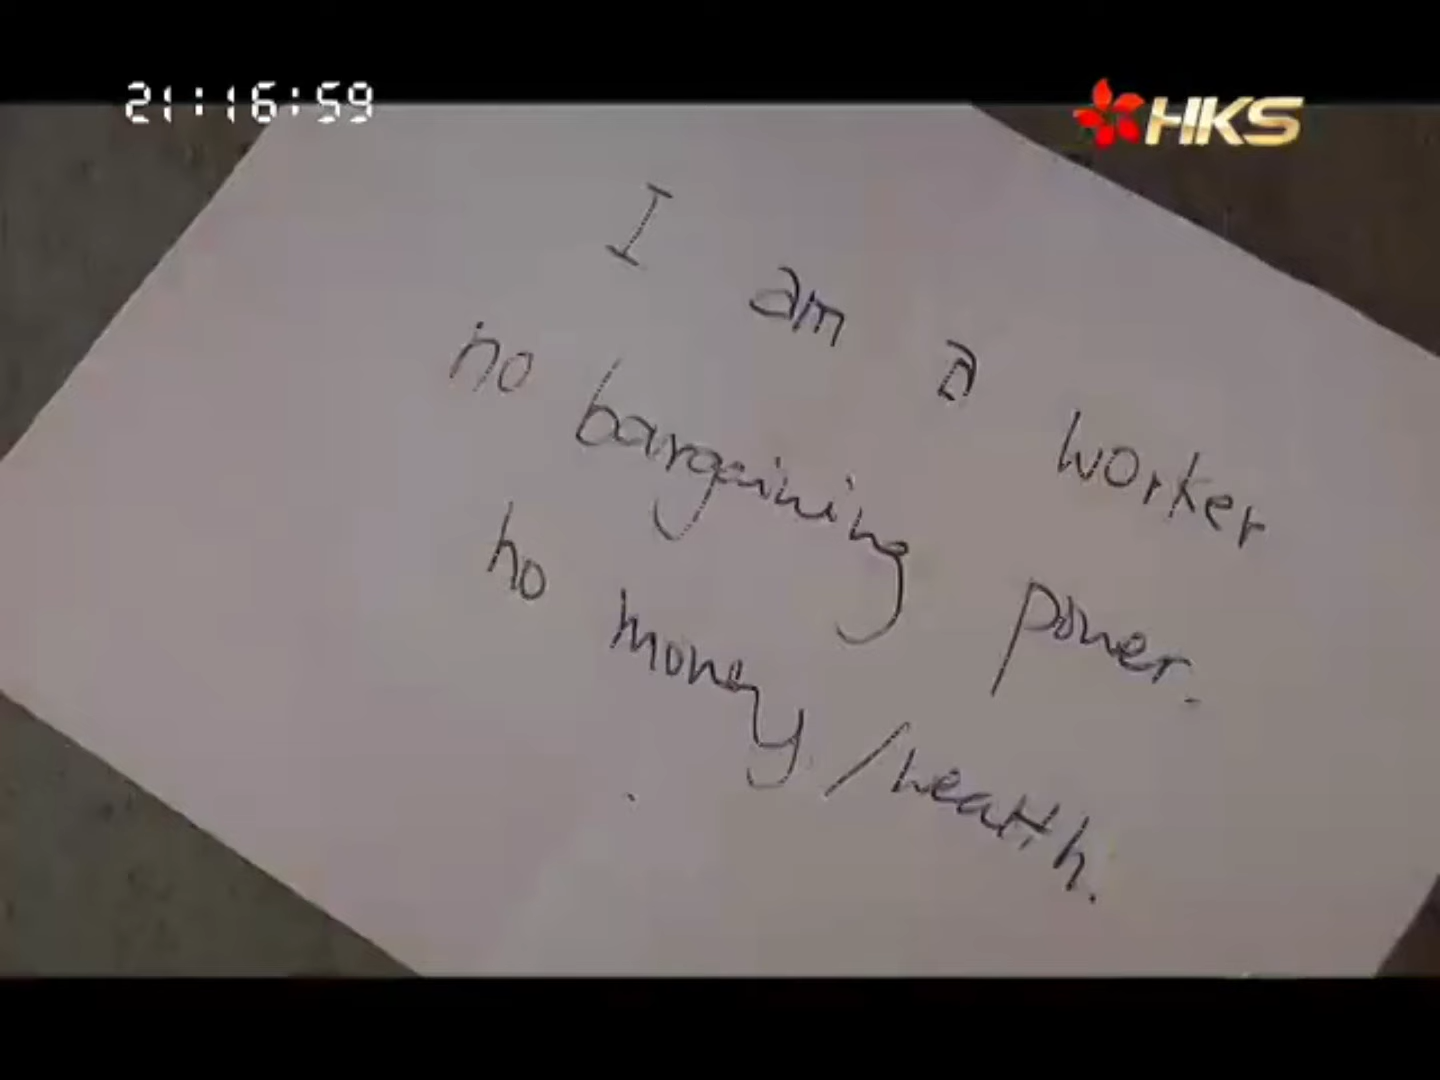 21:16:59
HKS
I am a worker
no bargaining power.
no money/wealth.